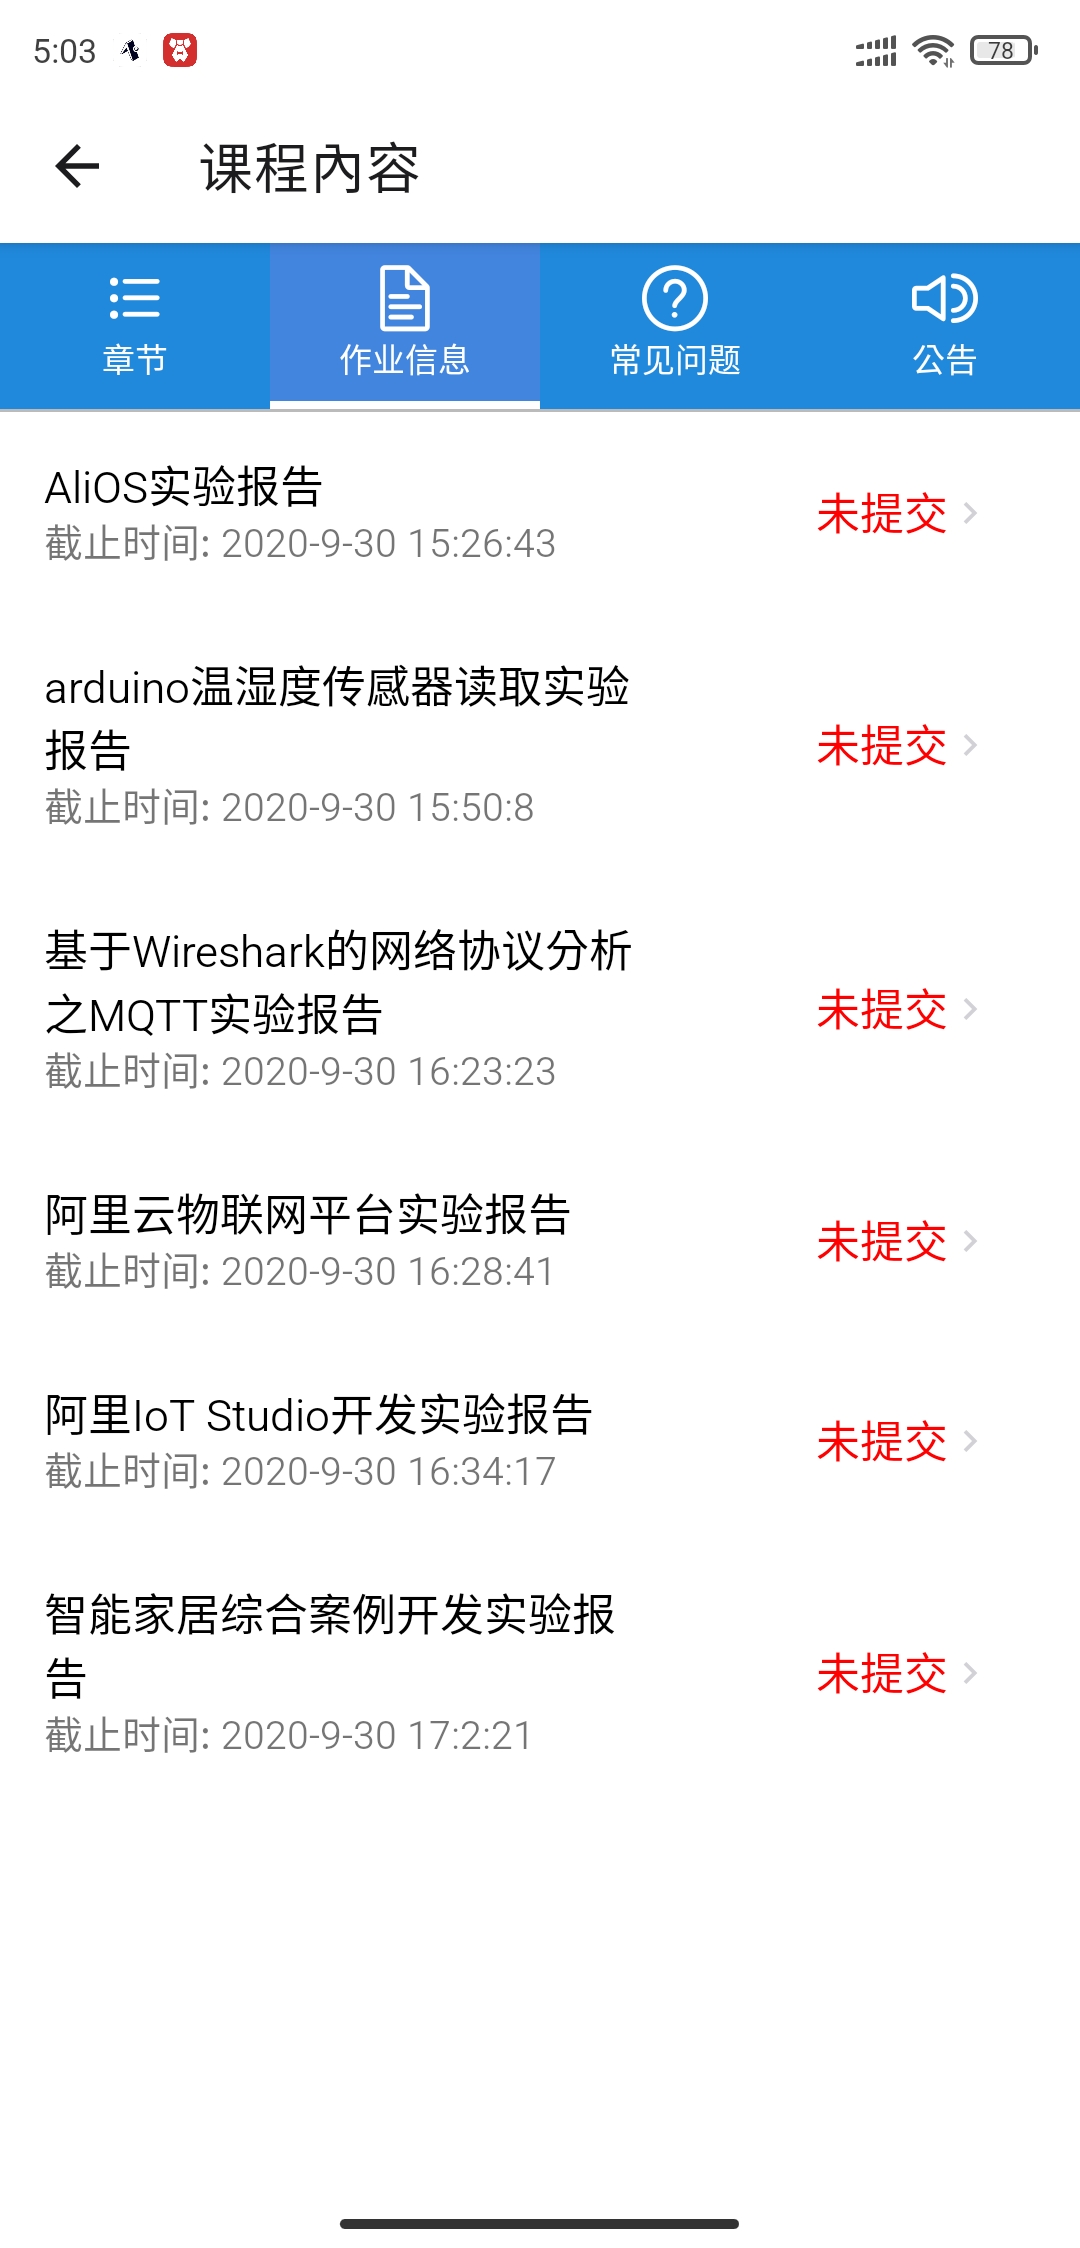 5:03
78
课程内容
章节
作业信息
常见问题
公告
AliOS实验报告
截止时间: 2020-9-30 15:26:43
未提交
arduino温湿度传感器读取实验
报告
截止时间: 2020-9-30 15:50:8
未提交
基于Wireshark的网络协议分析
之MQTT实验报告
截止时间: 2020-9-30 16:23:23
未提交
阿里云物联网平台实验报告
截止时间: 2020-9-30 16:28:41
未提交
阿里IoT Studio开发实验报告
截止时间: 2020-9-30 16:34:17
未提交
智能家居综合案例开发实验报
告
截止时间: 2020-9-30 17:2:21
未提交